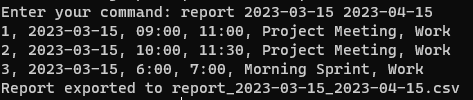 Enter your command: report 2023-03-15 2023-04-15
1, 2023-03-15, 09:00, 11:00, Project Meeting, Work
2, 2023-03-15, 10:00, 11:30, Project Meeting, Work
3, 2023-03-15, 6:00, 7:00, Morning Sprint, Work
Report exported to report_2023-03-15_2023-04-15.csv